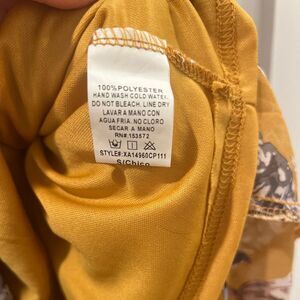 100%POLYESTER
HAND WASH COLD WATER.
DO NOT BLEACH. LINE DRY
LAVAR A MANO CON
AGUA FRIA. NO CLORO
SECAR A MANO
RN#:153572
STYLE#:XA14960CP111
S/Chico